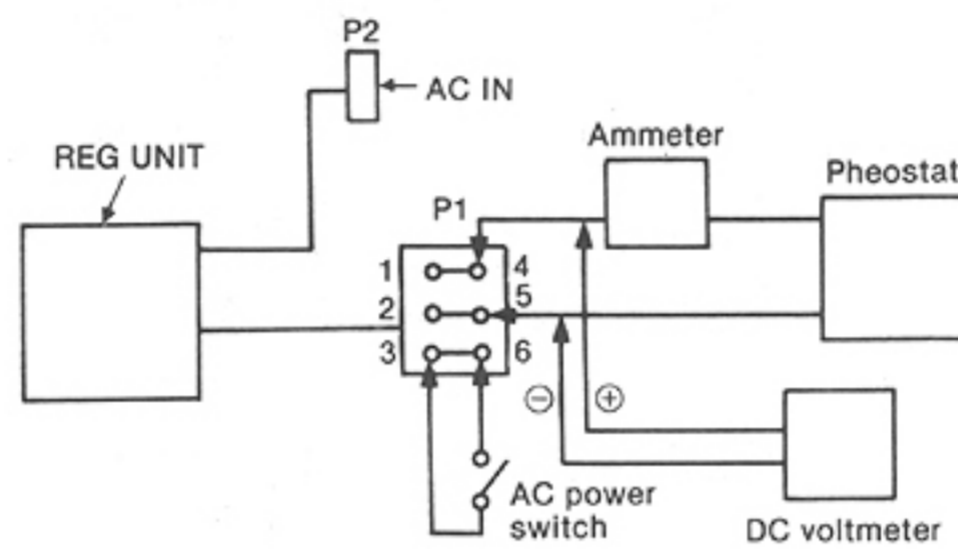 P2
AC IN
REG UNIT
Ammeter
Pheostat
P1
1 4
2 5
3 6
⊖ ⊕
AC power
switch
DC voltmeter